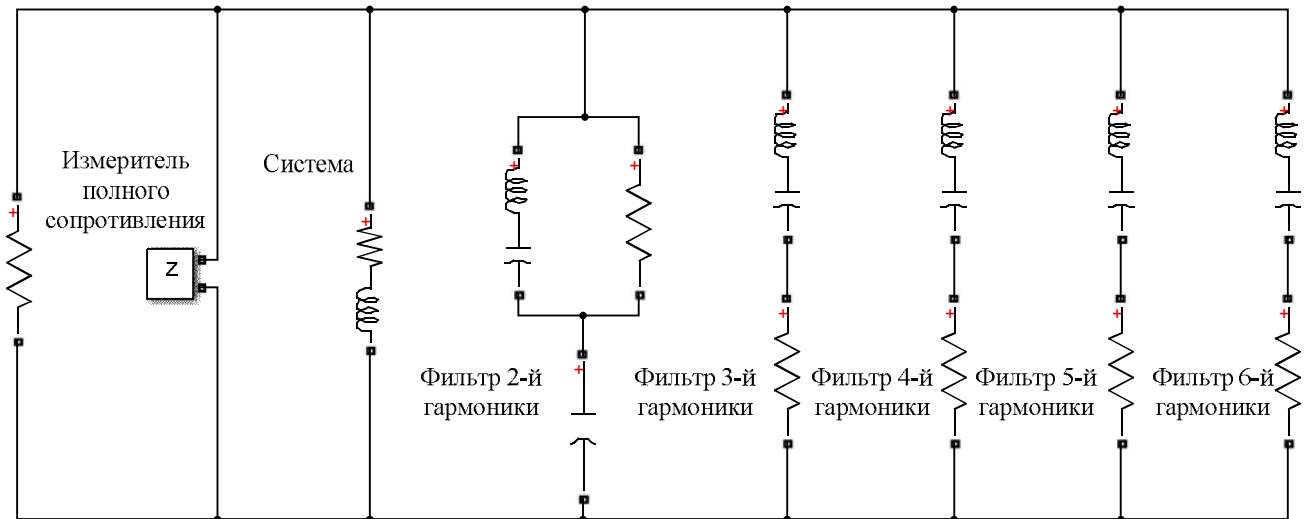 Измеритель
полного
сопротивления
Z
Система
Фильтр 2-й
гармоники
Фильтр 3-й
гармоники
Фильтр 4-й
гармоники
Фильтр 5-й
гармоники
Фильтр 6-й
гармоники